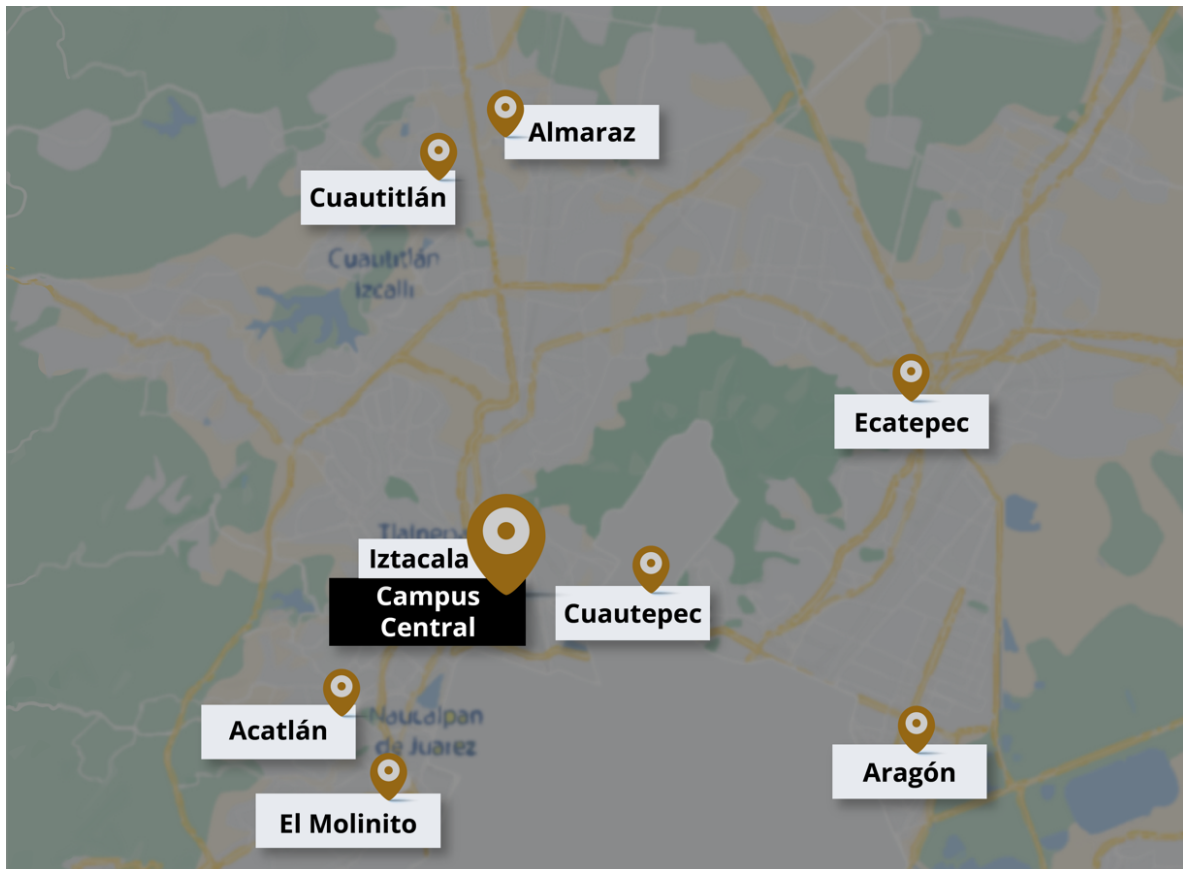 Almaraz
Cuautitlán
Cuautitlán
Izcalli
Ecatepec
Iztacala
Campus
Central
Cuautepec
Acatlán
Naucalpan
de Juarez
Aragón
El Molinito